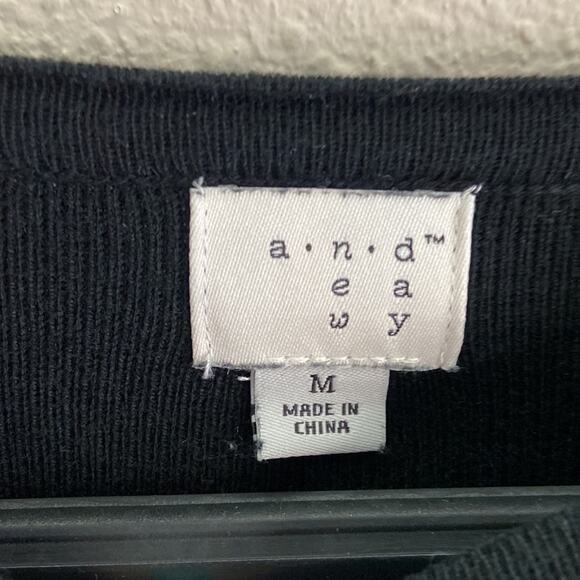 a • n • d™
e a
w y
M
MADE IN
CHINA